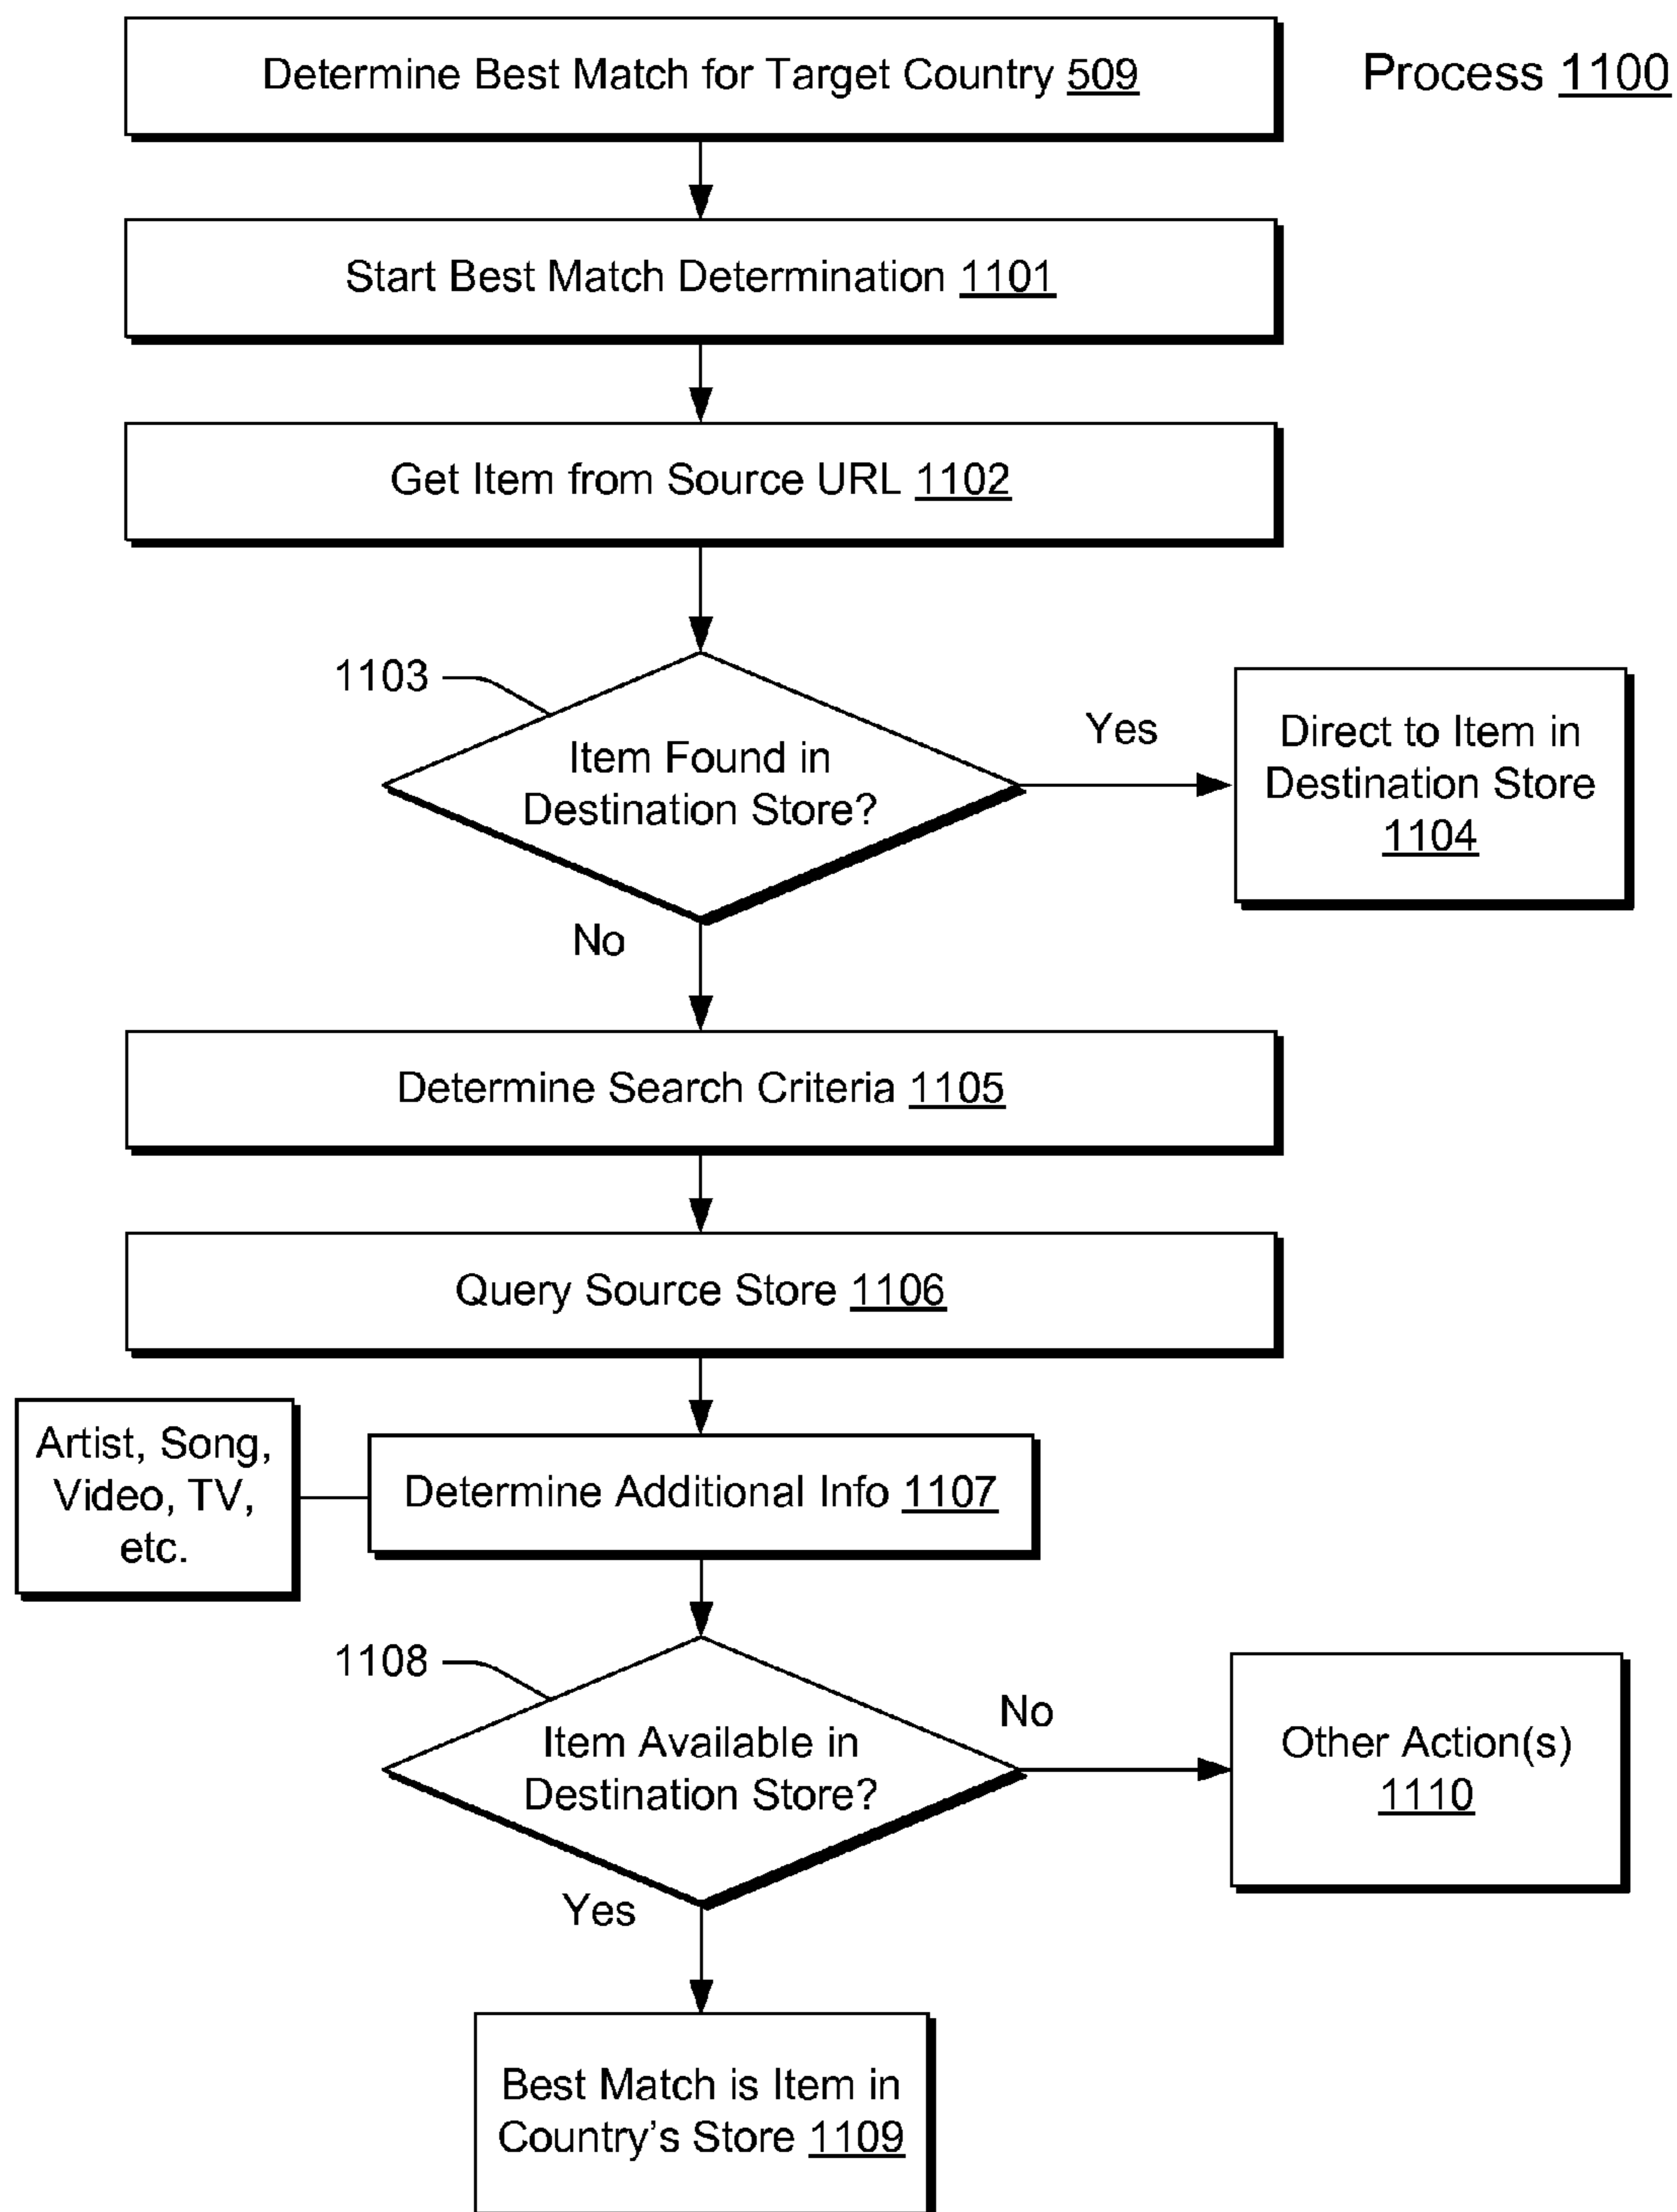 Determine Best Match for Target Country 509
Process 1100
Start Best Match Determination 1101
Get Item from Source URL 1102
1103
Item Found in
Destination Store?
Yes
Direct to Item in
Destination Store
1104
No
Determine Search Criteria 1105
Query Source Store 1106
Artist, Song,
Video, TV,
etc.
Determine Additional Info 1107
1108
Item Available in
Destination Store?
No
Other Action(s)
1110
Yes
Best Match is Item in
Country's Store 1109